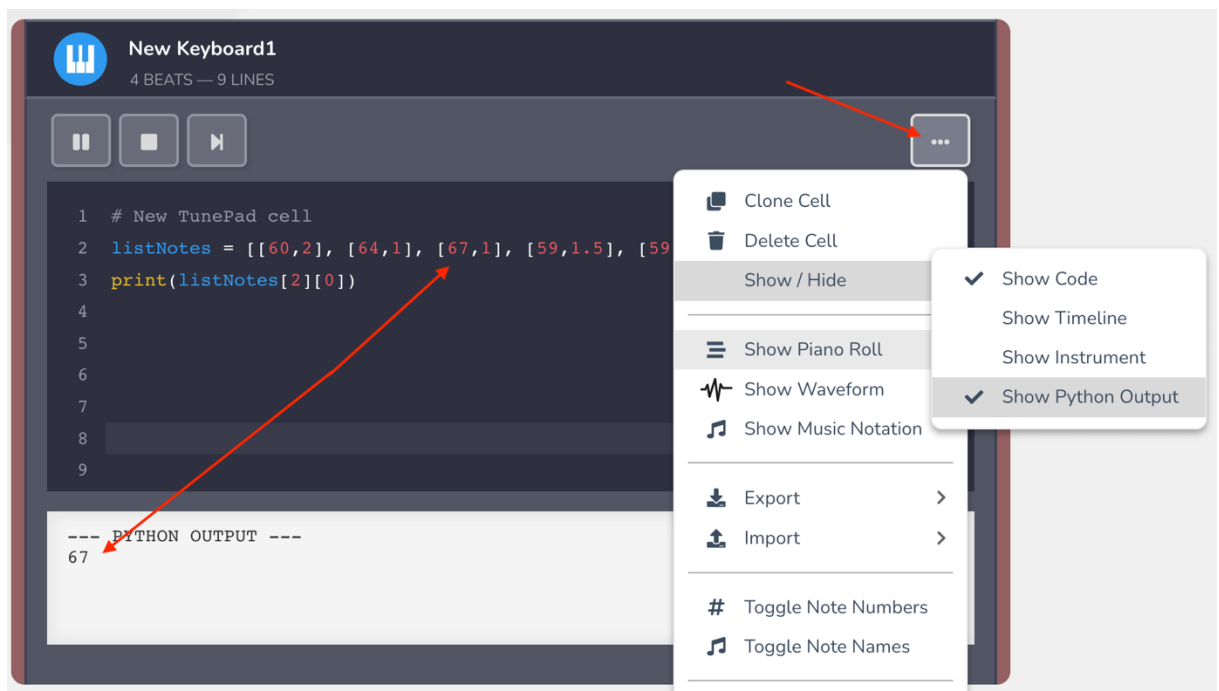 New Keyboard1
4 BEATS — 9 LINES
1 # New TunePad cell
2 listNotes = [[60,2], [64,1], [67,1], [59,1.5], [59
3 print(listNotes[2][0])
4
5
6
7
8
9
--- PYTHON OUTPUT ---
67
Clone Cell
Delete Cell
Show / Hide
Show Piano Roll
Show Waveform
Show Music Notation
Export
Import
# Toggle Note Numbers
Toggle Note Names
Show Code
Show Timeline
Show Instrument
Show Python Output